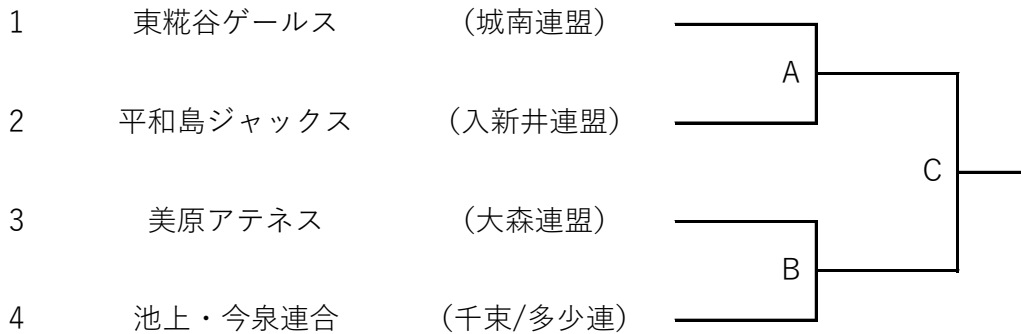 1 東糀谷ゲールス (城南連盟)
A
2 平和島ジャックス (入新井連盟)
C
3 美原アテネス (大森連盟)
B
4 池上・今泉連合 (千束/多少連)